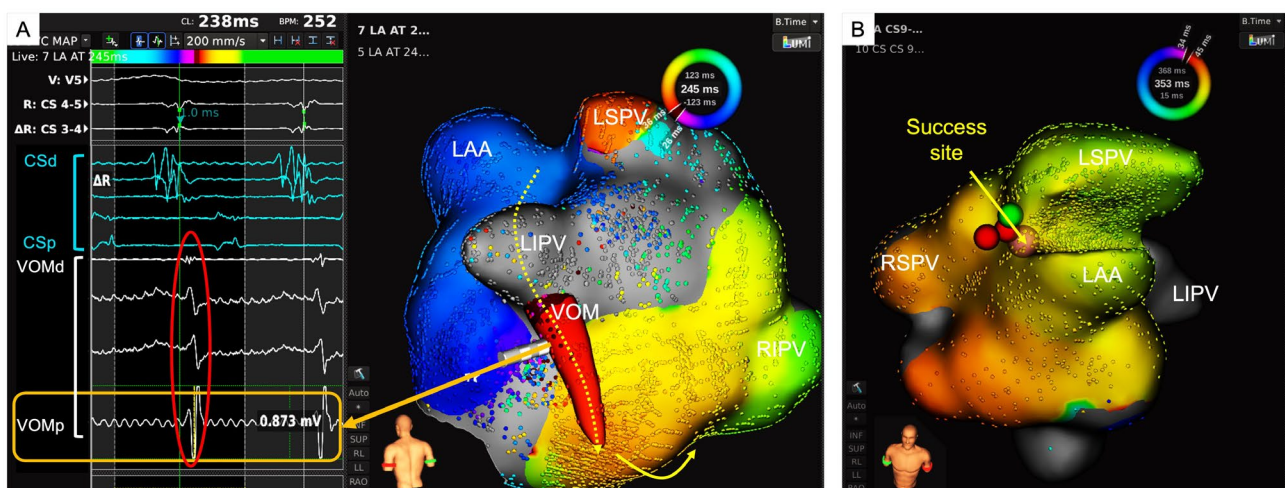 A
CL: 238ms BPM: 252
C MAP
200 mm/s
Live: 7 LA AT 245ms
V: V5
R: CS 4-5
1.0 ms
ΔR: CS 3-4
CSd
ΔR
CSp
VOMd
VOMp
0.873 mV
7 LA AT 2...
5 LA AT 24...
B.Time
LUMI
123 ms
245 ms
-123 ms
26 ms
LSPV
LAA
LIPV
VOM
RIPV
Auto
INF
SUP
RL
LL
RAO
B
A CS9-...
10 CS CS 9...
B.Time
LUMI
34 ms
45 ms
368 ms
353 ms
15 ms
Success
site
LSPV
RSPV
LAA
LIPV
Auto
INF
SUP
RL
LL
RAO